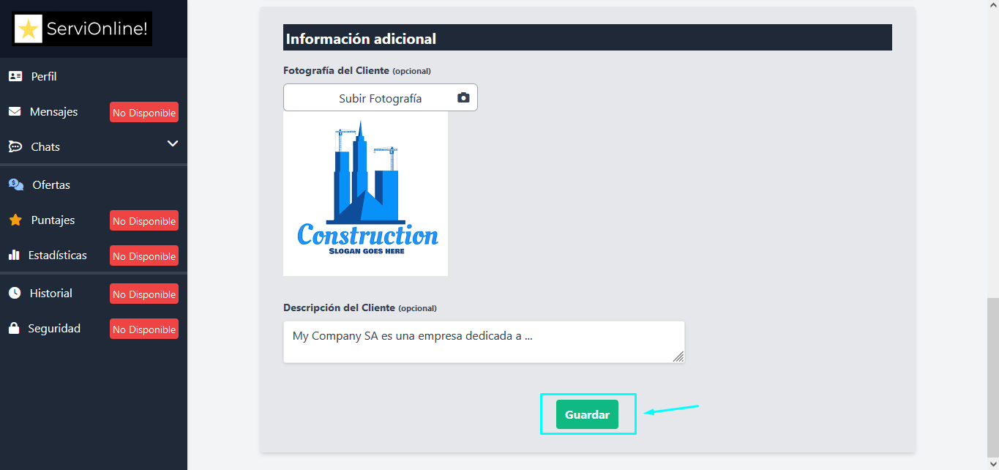 ServiOnline!
Perfil
Mensajes No Disponible
Chats
Ofertas
Puntajes No Disponible
Estadísticas No Disponible
Historial No Disponible
Seguridad No Disponible
Información adicional
Fotografía del Cliente (opcional)
Subir Fotografía
Construction
SLOGAN GOES HERE
Descripción del Cliente (opcional)
My Company SA es una empresa dedicada a ...
Guardar